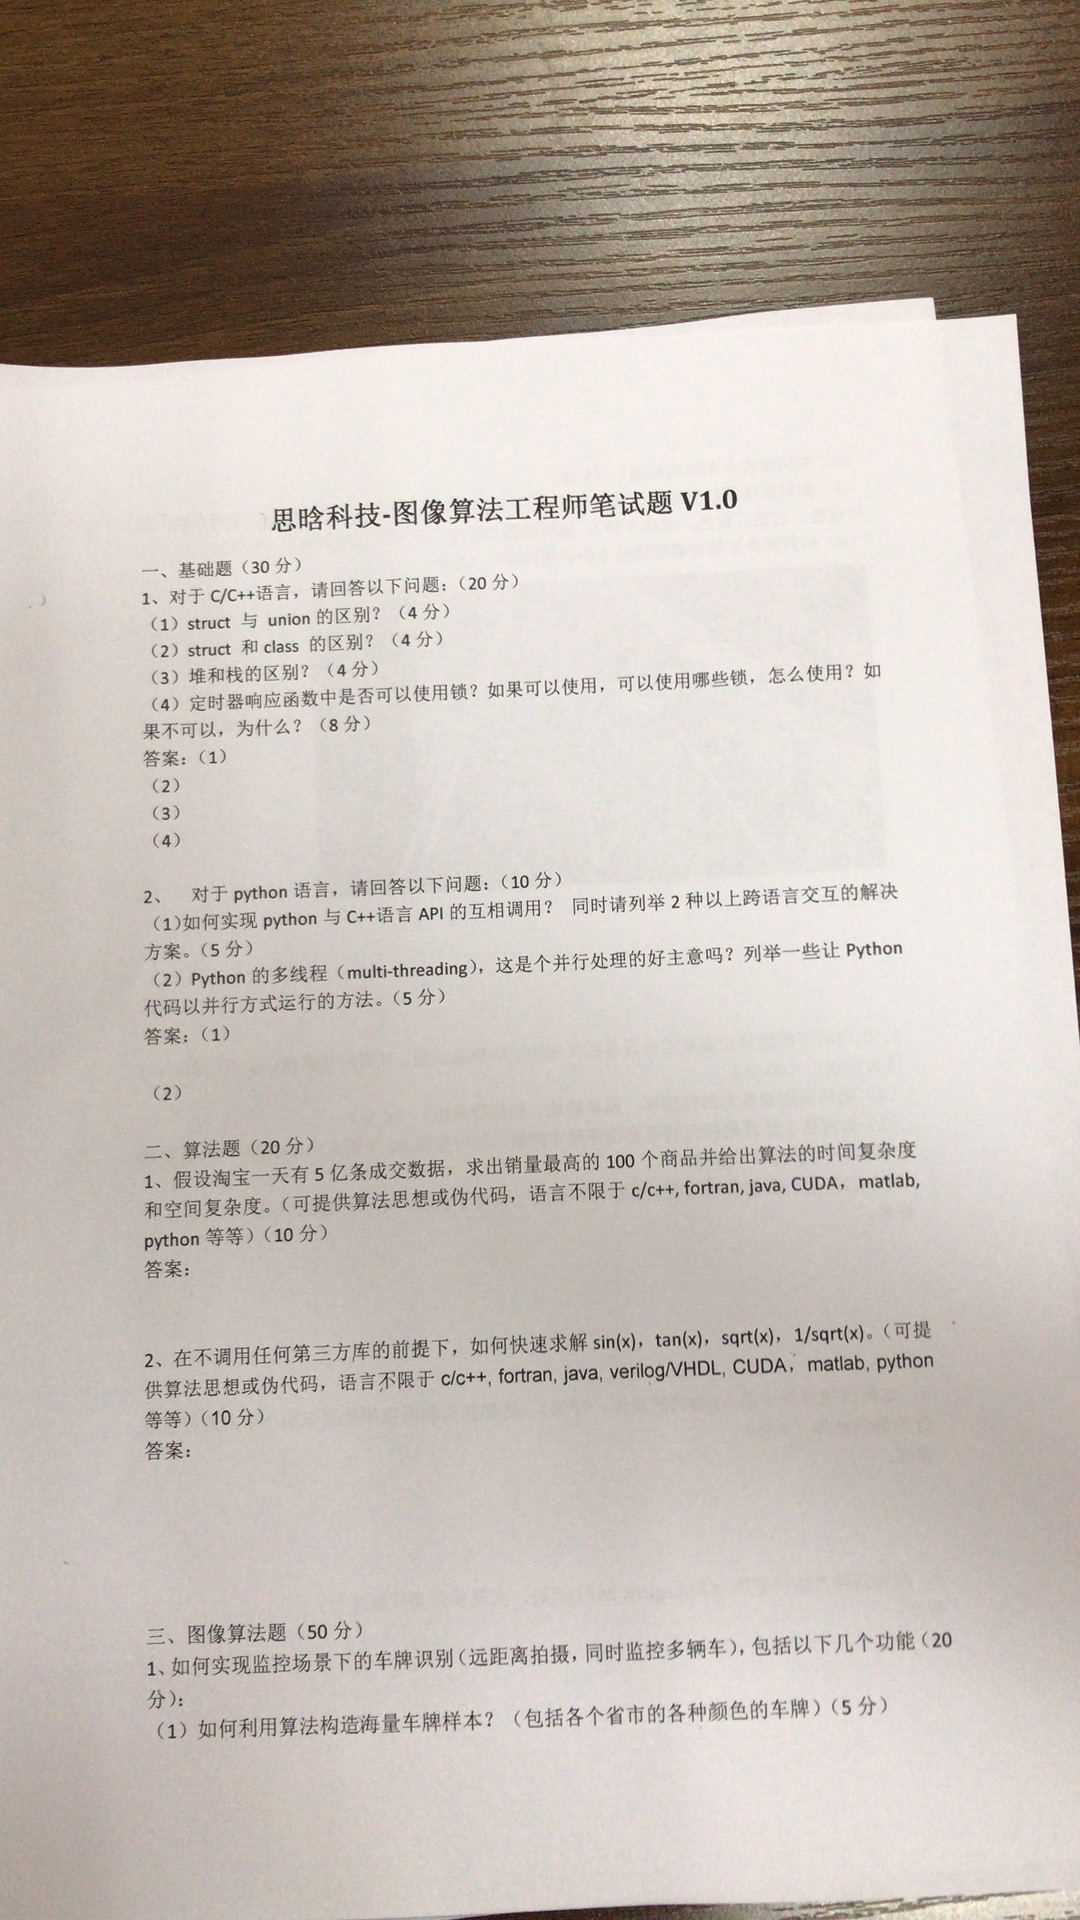 思晗科技-图像算法工程师笔试题 V1.0
一、基础题（30 分）
1、对于 C/C++语言，请回答以下问题：（20 分）
（1）struct 与 union 的区别？（4 分）
（2）struct 和 class 的区别？（4 分）
（3）堆和栈的区别？（4 分）
（4）定时器响应函数中是否可以使用锁？如果可以使用，可以使用哪些锁，怎么使用？如
果不可以，为什么？（8 分）
答案：（1）
（2）
（3）
（4）
2、 对于 python 语言，请回答以下问题：（10 分）
（1)如何实现 python 与 C++语言 API 的互相调用？ 同时请列举 2 种以上跨语言交互的解决
方案。（5 分）
（2）Python 的多线程（multi-threading），这是个并行处理的好主意吗？列举一些让 Python
代码以并行方式运行的方法。（5 分）
答案；（1）
（2）
二、算法题（20 分）
1、假设淘宝一天有 5 亿条成交数据，求出销量最高的 100 个商品并给出算法的时间复杂度
和空间复杂度。（可提供算法思想或伪代码，语言不限于 c/c++, fortran, java, CUDA，matlab,
python 等等）（10 分）
答案：
2、在不调用任何第三方库的前提下，如何快速求解 sin(x)，tan(x)，sqrt(x)，1/sqrt(x)。（可提
供算法思想或伪代码，语言不限于 c/c++, fortran, java, verilog/VHDL, CUDA，matlab, python
等等）（10 分）
答案：
三、图像算法题（50 分）
1、如何实现监控场景下的车牌识别（远距离拍摄，同时监控多辆车），包括以下几个功能（20
分）：
（1）如何利用算法构造海量车牌样本？（包括各个省市的各种颜色的车牌）（5 分）